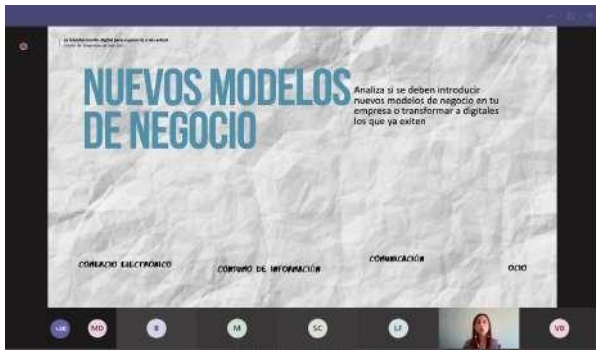 NUEVOS MODELOS
DE NEGOCIO
Analiza si se deben introducir
nuevos modelos de negocio en tu
empresa o transformar a digitales
los que ya exiten
COMERCIO ELECTRÓNICO
CONSUMO DE INFORMACIÓN
COMUNICACIÓN
OCIO
MD
B
M
SC
LF
VB